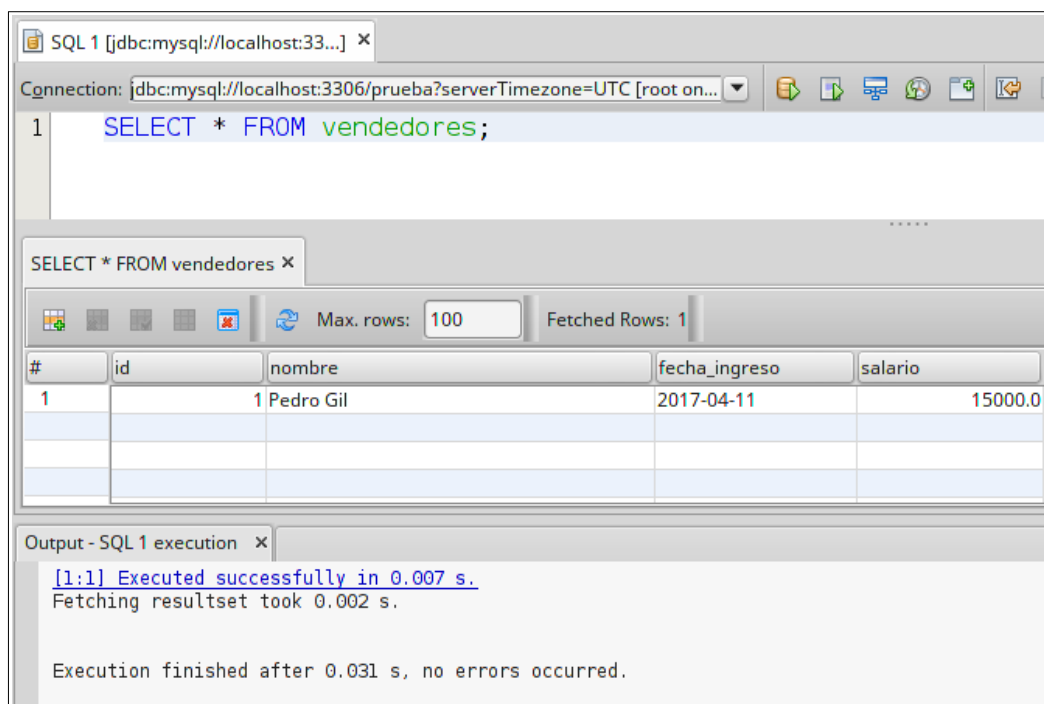 SQL 1 [jdbc:mysql://localhost:33...]
Connection: jdbc:mysql://localhost:3306/prueba?serverTimezone=UTC [root on...
1 SELECT * FROM vendedores;
SELECT * FROM vendedores
Max. rows: 100 Fetched Rows: 1
# id nombre fecha_ingreso salario
1 1 Pedro Gil 2017-04-11 15000.0
Output - SQL 1 execution
[1:1] Executed successfully in 0.007 s.
Fetching resultset took 0.002 s.
Execution finished after 0.031 s, no errors occurred.